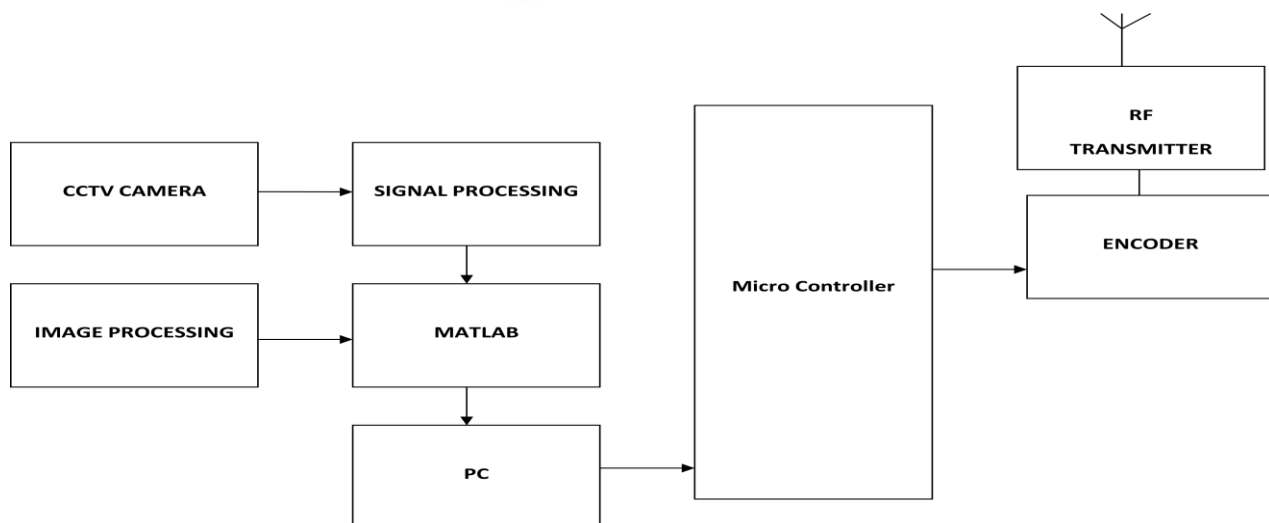 RF
TRANSMITTER
CCTV CAMERA
SIGNAL PROCESSING
ENCODER
Micro Controller
IMAGE PROCESSING
MATLAB
PC